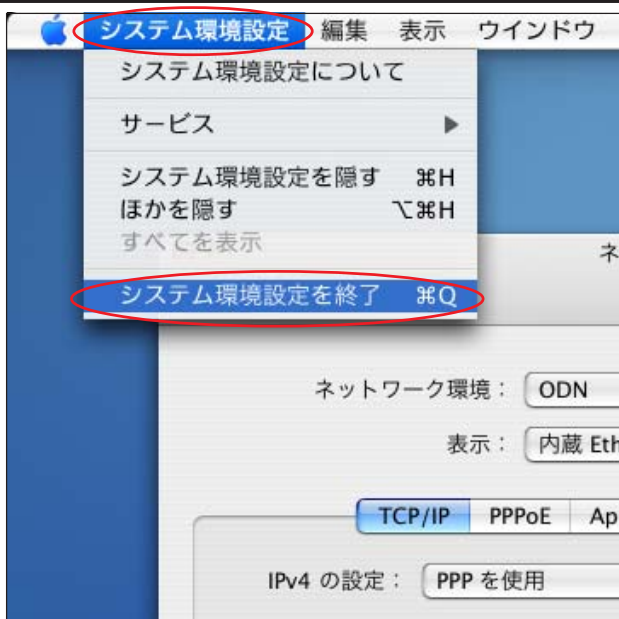 システム環境設定 編集 表示 ウインドウ
システム環境設定について
サービス ▶
システム環境設定を隠す ⌘H
ほかを隠す ⌥⌘H
すべてを表示
ネ
システム環境設定を終了 ⌘Q
ネットワーク環境： ODN
表示： 内蔵 Eth
TCP/IP PPPoE Ap
IPv4 の設定： PPP を使用